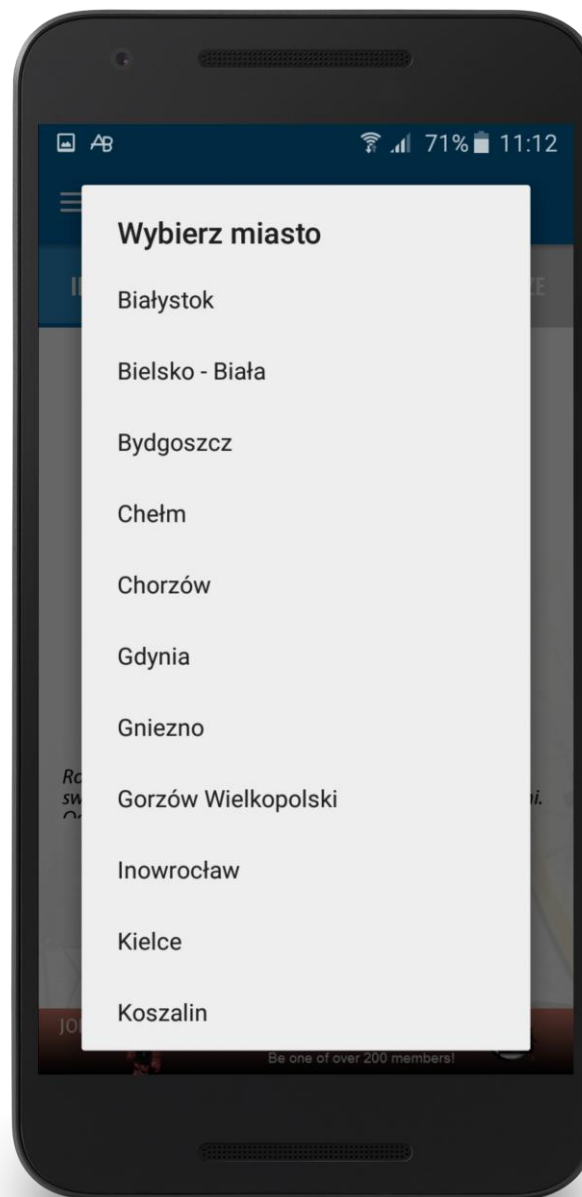 AB 71% 11:12
Wybierz miasto
Białystok
Bielsko - Biała
Bydgoszcz
Chełm
Chorzów
Gdynia
Gniezno
Gorzów Wielkopolski
Inowrocław
Kielce
Koszalin
Be one of over 200 members!